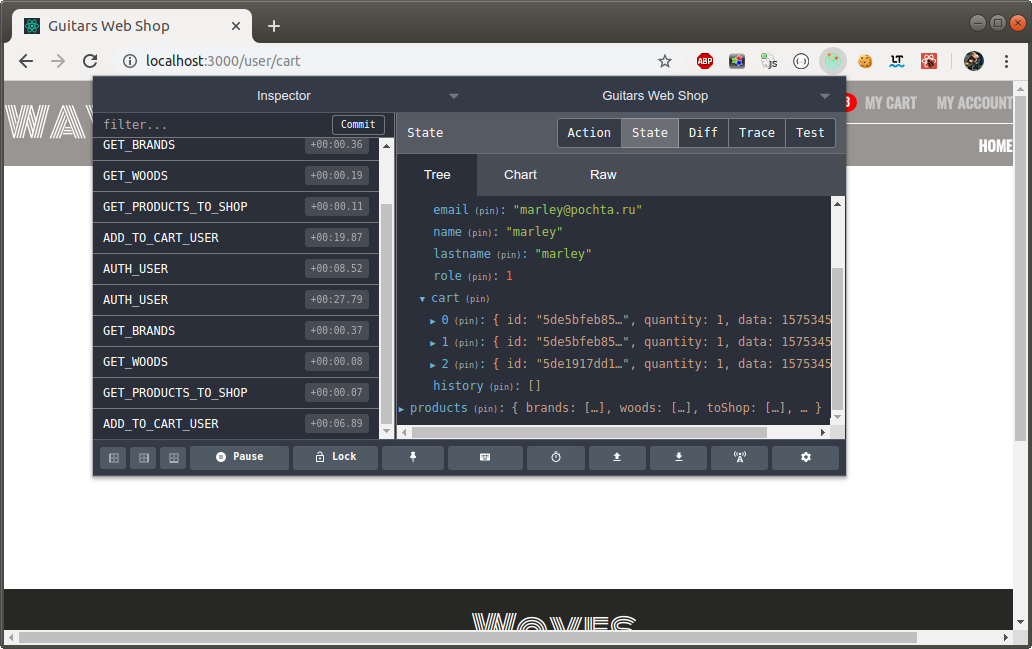 Guitars Web Shop
localhost:3000/user/cart
ABP
JS
LT
Inspector
Guitars Web Shop
WAV
3 MY CART MY ACCOUNT
HOME
filter...
Commit
GET_BRANDS +00:00.36
GET_WOODS +00:00.19
GET_PRODUCTS_TO_SHOP +00:00.11
ADD_TO_CART_USER +00:19.87
AUTH_USER +00:08.52
AUTH_USER +00:27.79
GET_BRANDS +00:00.37
GET_WOODS +00:00.08
GET_PRODUCTS_TO_SHOP +00:00.07
ADD_TO_CART_USER +00:06.89
State
Action State Diff Trace Test
Tree Chart Raw
email (pin): "marley@pochta.ru"
name (pin): "marley"
lastname (pin): "marley"
role (pin): 1
cart (pin)
0 (pin): { id: "5de5bfeb85…", quantity: 1, data: 1575345
1 (pin): { id: "5de5bfeb85…", quantity: 1, data: 1575345
2 (pin): { id: "5de1917dd1…", quantity: 1, data: 1575345
history (pin): []
products (pin): { brands: […], woods: […], toShop: […], … }
Pause Lock
WAVES